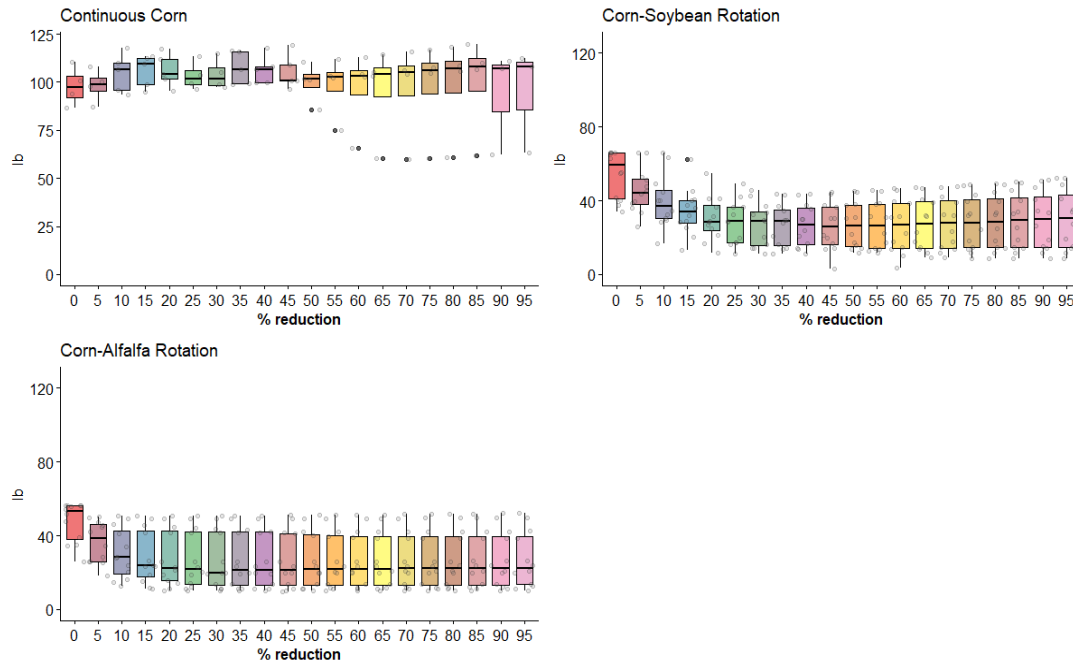 Continuous Corn
125
100
75
50
25
0
lb
0 5 10 15 20 25 30 35 40 45 50 55 60 65 70 75 80 85 90 95
% reduction
Corn-Soybean Rotation
120
80
40
0
lb
0 5 10 15 20 25 30 35 40 45 50 55 60 65 70 75 80 85 90 95
% reduction
Corn-Alfalfa Rotation
120
80
40
0
lb
0 5 10 15 20 25 30 35 40 45 50 55 60 65 70 75 80 85 90 95
% reduction